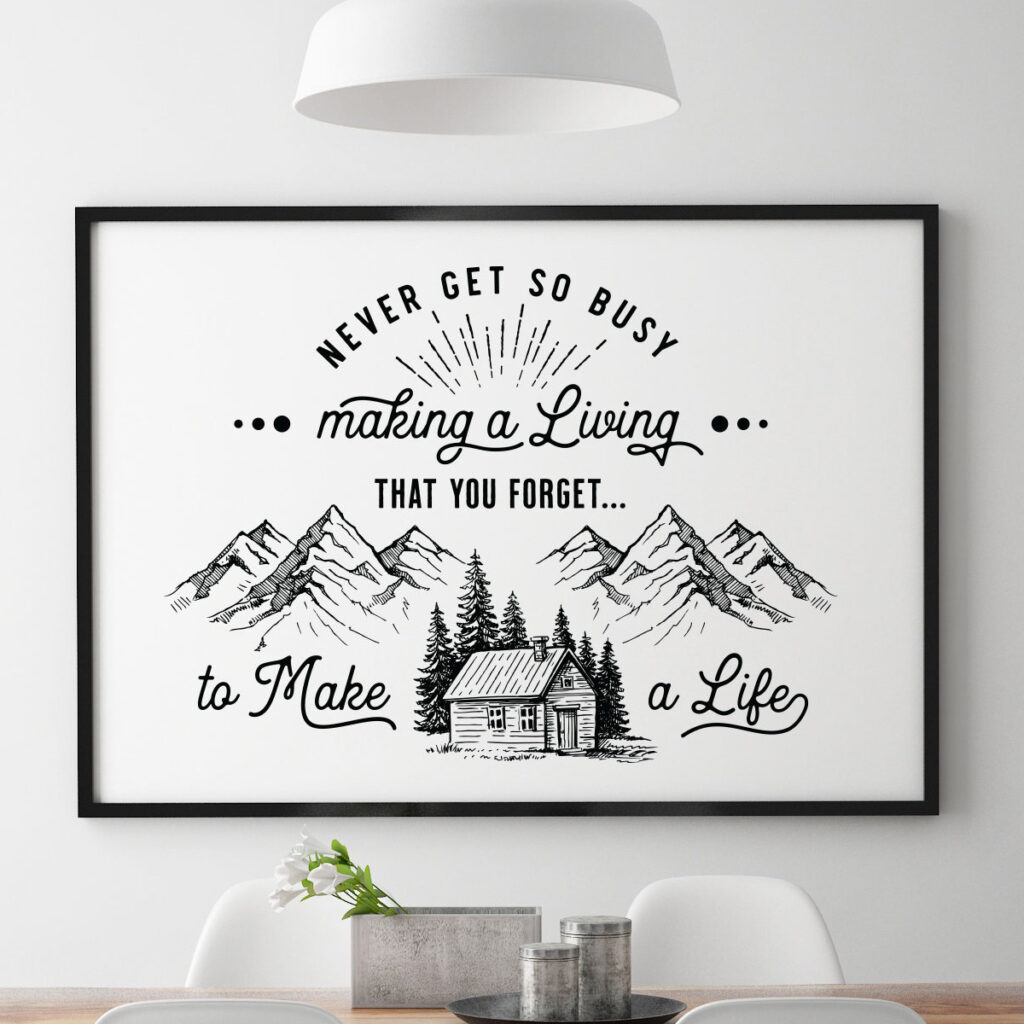 NEVER GET SO BUSY
making a Living
THAT YOU FORGET...
to Make a Life